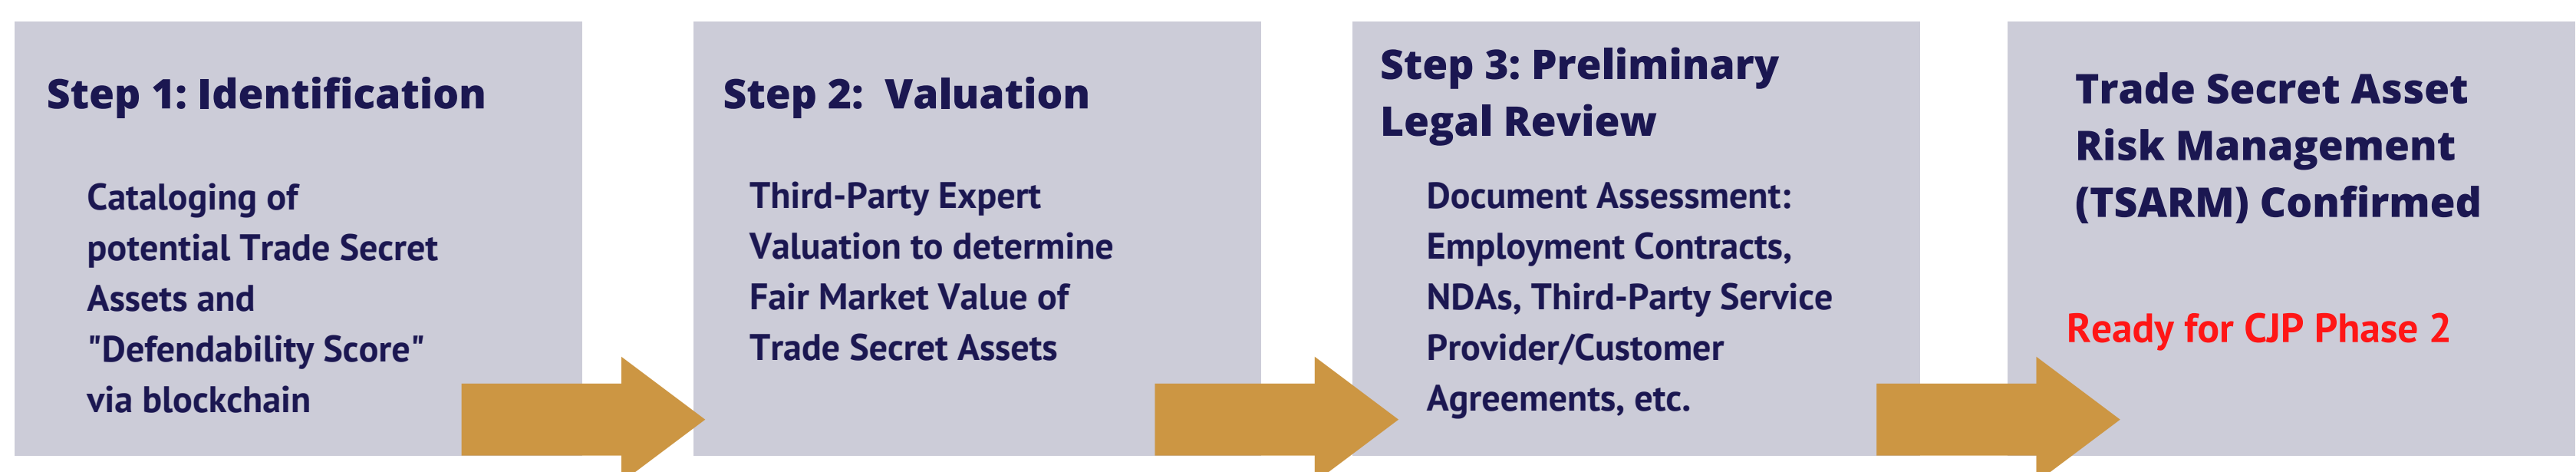 Step 1: Identification
Cataloging of
potential Trade Secret
Assets and
"Defendability Score"
via blockchain
Step 2:  Valuation
Third-Party Expert
Valuation to determine
Fair Market Value of
Trade Secret Assets
Step 3: Preliminary
Legal Review
Document Assessment:
Employment Contracts,
NDAs, Third-Party Service
Provider/Customer
Agreements, etc.
Trade Secret Asset
Risk Management
(TSARM) Confirmed
Ready for CJP Phase 2